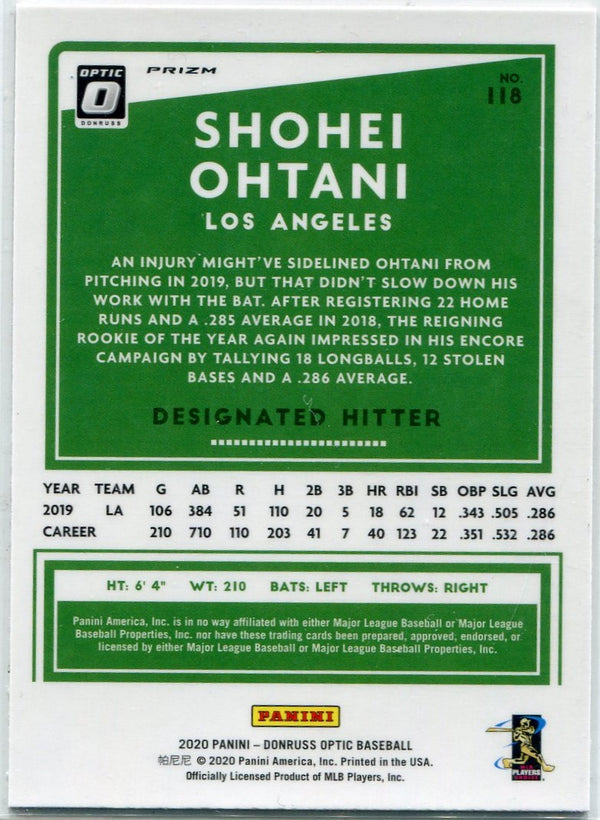 OPTIC
DONRUSS
PRIZM
NO.
118
SHOHEI
OHTANI
LOS ANGELES
AN INJURY MIGHT'VE SIDELINED OHTANI FROM
PITCHING IN 2019, BUT THAT DIDN'T SLOW DOWN HIS
WORK WITH THE BAT. AFTER REGISTERING 22 HOME
RUNS AND A .285 AVERAGE IN 2018, THE REIGNING
ROOKIE OF THE YEAR AGAIN IMPRESSED IN HIS ENCORE
CAMPAIGN BY TALLYING 18 LONGBALLS, 12 STOLEN
BASES AND A .286 AVERAGE.
DESIGNATED HITTER
YEAR TEAM G AB R H 2B 3B HR RBI SB OBP SLG AVG
2019 LA 106 384 51 110 20 5 18 62 12 .343 .505 .286
CAREER 210 710 110 203 41 7 40 123 22 .351 .532 .286
HT: 6' 4" WT: 210 BATS: LEFT THROWS: RIGHT
Panini America, Inc. is in no way affiliated with either Major League Baseball or Major League
Baseball Properties, Inc. nor have these trading cards been prepared, approved, endorsed, or
licensed by either Major League Baseball or Major League Baseball Properties, Inc.
PANINI
2020 PANINI – DONRUSS OPTIC BASEBALL
帕尼尼 © 2020 Panini America, Inc. Printed in the USA.
Officially Licensed Product of MLB Players, Inc.
MLB
PLAYERS